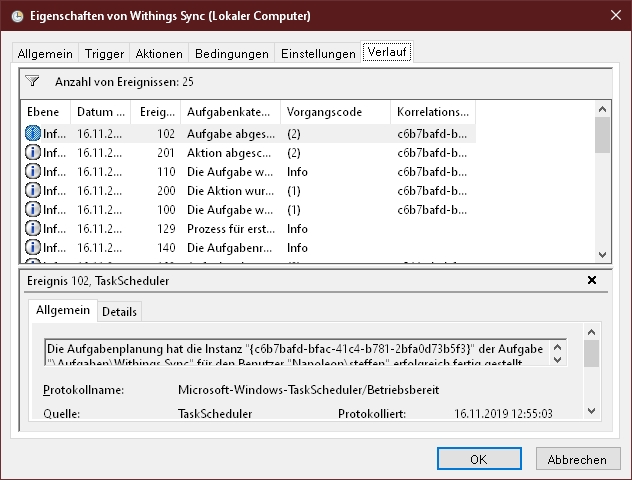 Eigenschaften von Withings Sync (Lokaler Computer)
Allgemein Trigger Aktionen Bedingungen Einstellungen Verlauf
Anzahl von Ereignissen: 25
Ebene Datum ... Ereig... Aufgabenkate... Vorgangscode Korrelations...
Inf... 16.11.2... 102 Aufgabe abges... (2) c6b7bafd-b...
Inf... 16.11.2... 201 Aktion abgesc... (2) c6b7bafd-b...
Inf... 16.11.2... 110 Die Aufgabe w... Info c6b7bafd-b...
Inf... 16.11.2... 200 Die Aktion wur... (1) c6b7bafd-b...
Inf... 16.11.2... 100 Die Aufgabe w... (1) c6b7bafd-b...
Inf... 16.11.2... 129 Prozess für erst... Info
Inf... 16.11.2... 140 Die Aufgabenr... Info
Ereignis 102, TaskScheduler
Allgemein Details
Die Aufgabenplanung hat die Instanz "{c6b7bafd-bfac-41c4-b781-2bfa0d73b5f3}" der Aufgabe
"\Aufgaben\Withings Sync" für den Benutzer "Napoleon\steffen" erfolgreich fertig gestellt.
Protokollname: Microsoft-Windows-TaskScheduler/Betriebsbereit
Quelle: TaskScheduler Protokolliert: 16.11.2019 12:55:03
OK Abbrechen